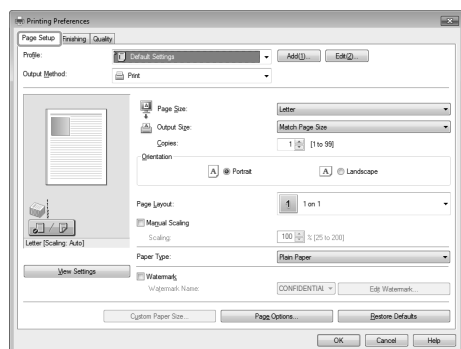 Printing Preferences
Page Setup Finishing Quality
Profile: Default Settings Add(1)... Edit(2)...
Output Method: Print
Page Size: Letter
Output Size: Match Page Size
Copies: 1 [1 to 99]
Orientation
A Portrait A Landscape
Page Layout: 1 1 on 1
Manual Scaling
Scaling: 100 % [25 to 200]
Letter [Scaling: Auto]
Paper Type: Plain Paper
View Settings
Watermark
Watermark Name: CONFIDENTIAL Edit Watermark...
Custom Paper Size... Page Options... Restore Defaults
OK Cancel Help